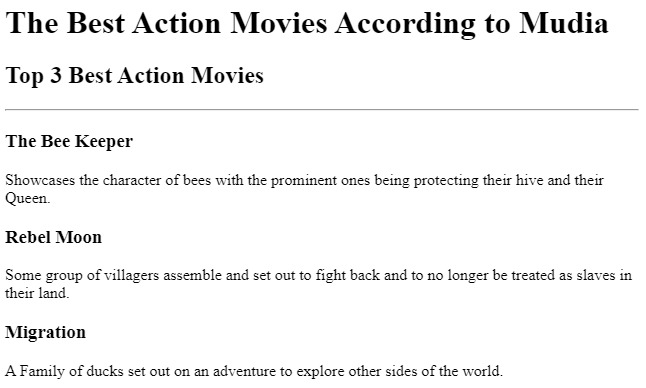 The Best Action Movies According to Mudia
Top 3 Best Action Movies
The Bee Keeper
Showcases the character of bees with the prominent ones being protecting their hive and their
Queen.
Rebel Moon
Some group of villagers assemble and set out to fight back and to no longer be treated as slaves in
their land.
Migration
A Family of ducks set out on an adventure to explore other sides of the world.